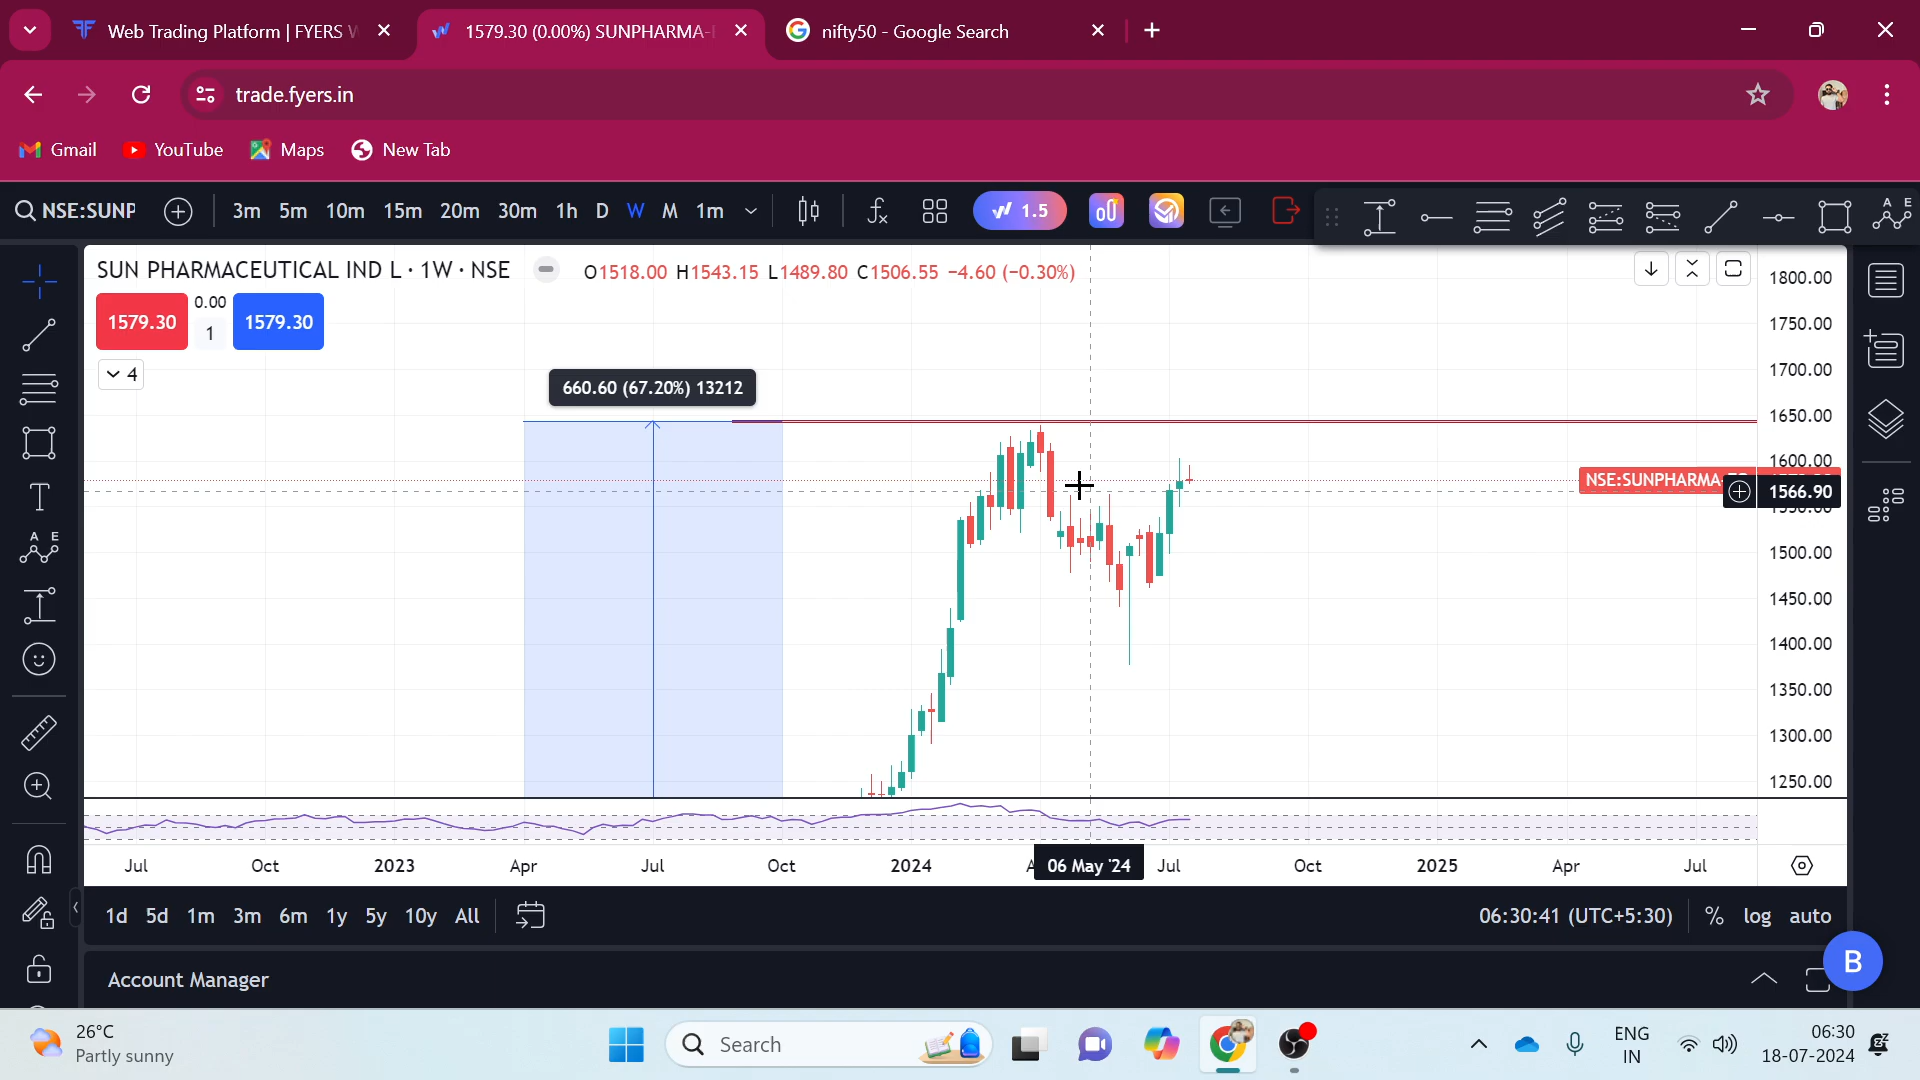 Web Trading Platform | FYERS W
1579.30 (0.00%) SUNPHARMA-
nifty50 - Google Search
trade.fyers.in
Gmail
YouTube
Maps
New Tab
NSE:SUNP
3m 5m 10m 15m 20m 30m 1h D W M 1m
1.5
A E
SUN PHARMACEUTICAL IND L · 1W · NSE
O1518.00 H1543.15 L1489.80 C1506.55 −4.60 (−0.30%)
1579.30
0.00
1
1579.30
4
660.60 (67.20%) 13212
1800.00
1750.00
1700.00
1650.00
1600.00
NSE:SUNPHARMA-
1566.90
1500.00
1450.00
1400.00
1350.00
1300.00
1250.00
T
A E
Jul Oct 2023 Apr Jul Oct 2024 06 May '24 Jul Oct 2025 Apr Jul
1d 5d 1m 3m 6m 1y 5y 10y All
06:30:41 (UTC+5:30) % log auto
Account Manager
B
26°C
Partly sunny
Search
ENG
IN
06:30
18-07-2024